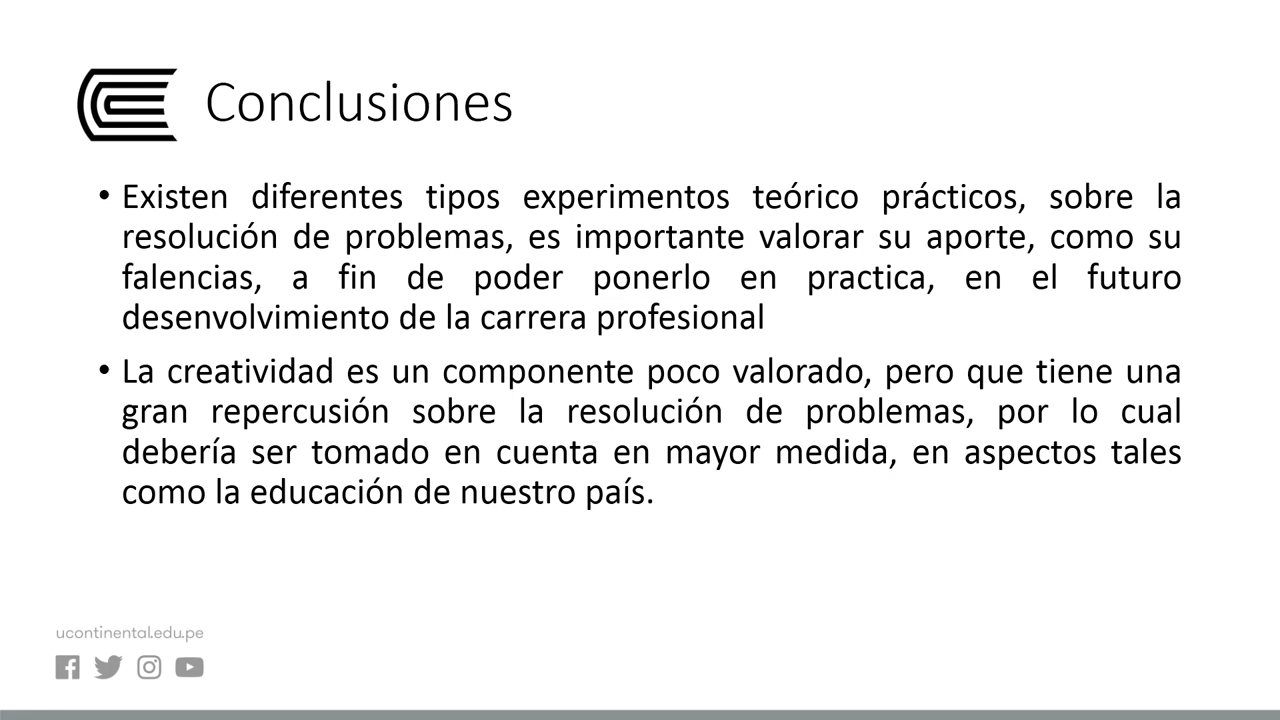 Conclusiones
• Existen diferentes tipos experimentos teórico prácticos, sobre la
resolución de problemas, es importante valorar su aporte, como su
falencias, a fin de poder ponerlo en practica, en el futuro
desenvolvimiento de la carrera profesional
• La creatividad es un componente poco valorado, pero que tiene una
gran repercusión sobre la resolución de problemas, por lo cual
debería ser tomado en cuenta en mayor medida, en aspectos tales
como la educación de nuestro país.
ucontinental.edu.pe